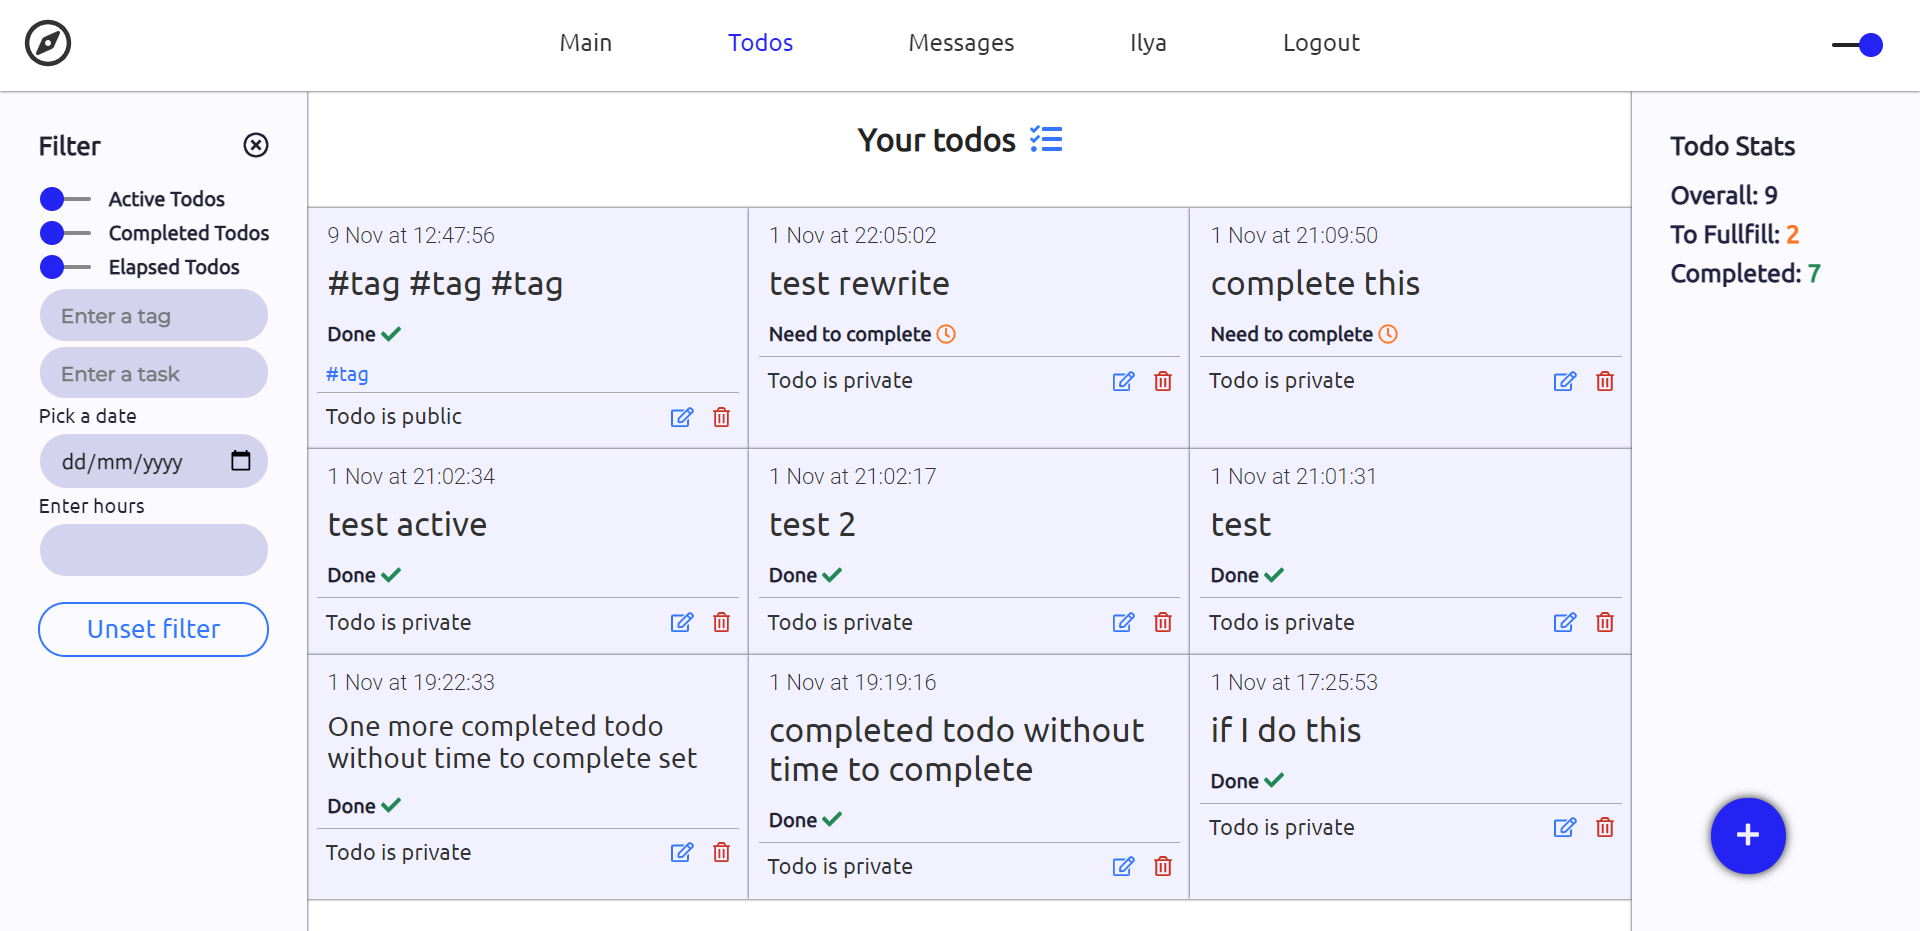 Main
Todos
Messages
Ilya
Logout
Filter
Active Todos
Completed Todos
Elapsed Todos
Enter a tag
Enter a task
Pick a date
dd/mm/yyyy
Enter hours
Unset filter
Your todos
9 Nov at 12:47:56
#tag #tag #tag
Done
#tag
Todo is public
1 Nov at 22:05:02
test rewrite
Need to complete
Todo is private
1 Nov at 21:09:50
complete this
Need to complete
Todo is private
1 Nov at 21:02:34
test active
Done
Todo is private
1 Nov at 21:02:17
test 2
Done
Todo is private
1 Nov at 21:01:31
test
Done
Todo is private
1 Nov at 19:22:33
One more completed todo
without time to complete set
Done
Todo is private
1 Nov at 19:19:16
completed todo without
time to complete
Done
Todo is private
1 Nov at 17:25:53
if I do this
Done
Todo is private
Todo Stats
Overall: 9
To Fullfill: 2
Completed: 7